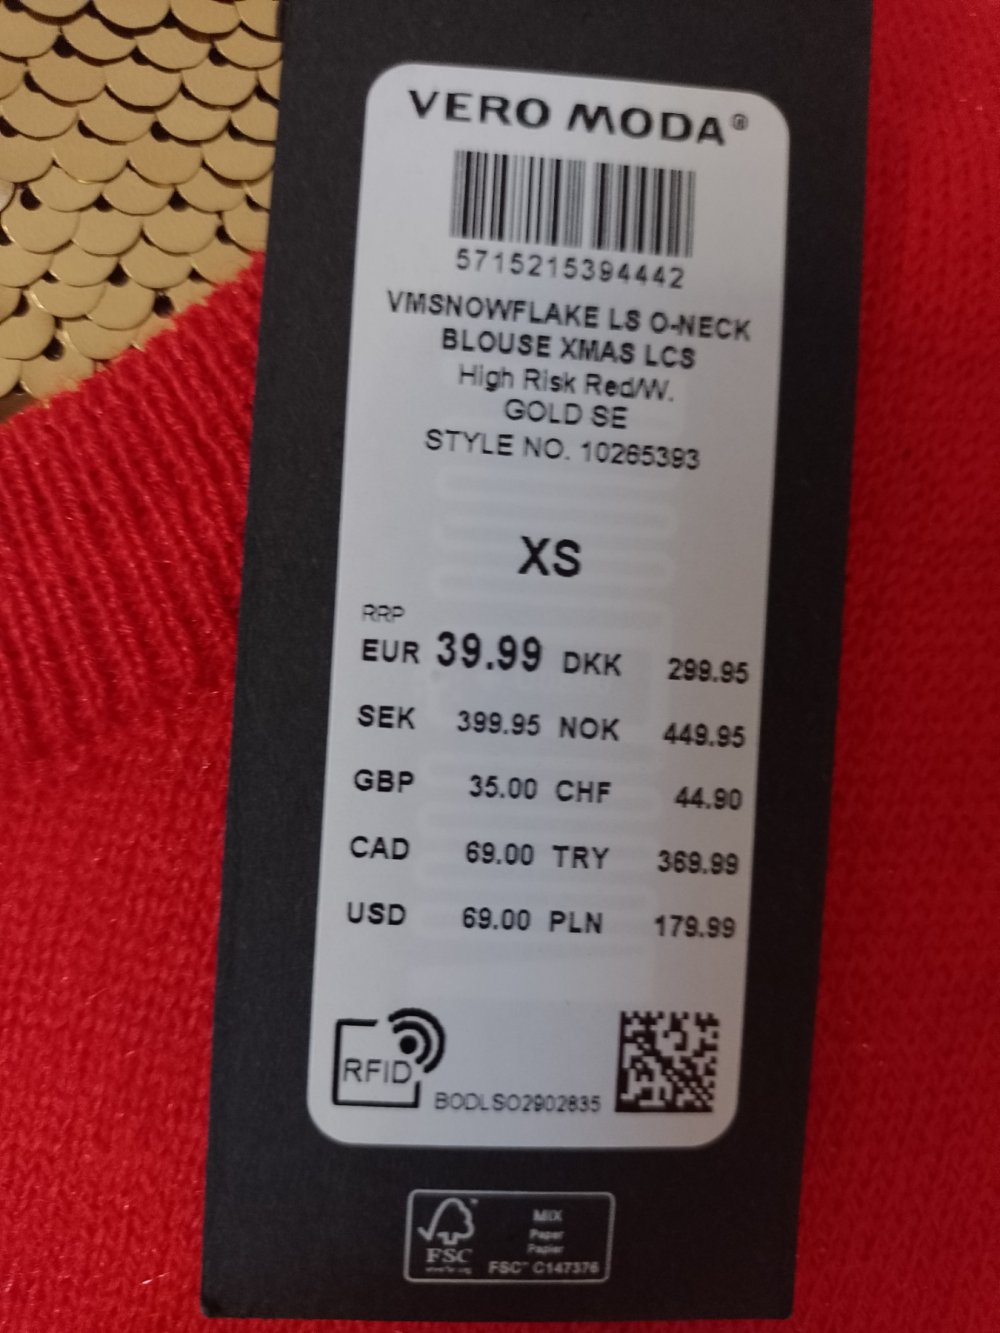 VERO MODA®
5715215394442
VMSNOWFLAKE LS O-NECK
BLOUSE XMAS LCS
High Risk Red/W.
GOLD SE
STYLE NO. 10265393
XS
RRP
EUR 39.99 DKK 299.95
SEK 399.95 NOK 449.95
GBP 35.00 CHF 44.90
CAD 69.00 TRY 369.99
USD 69.00 PLN 179.99
RFID
BODLSO2902835
FSC
MIX
Paper
Papier
FSC™ C147376